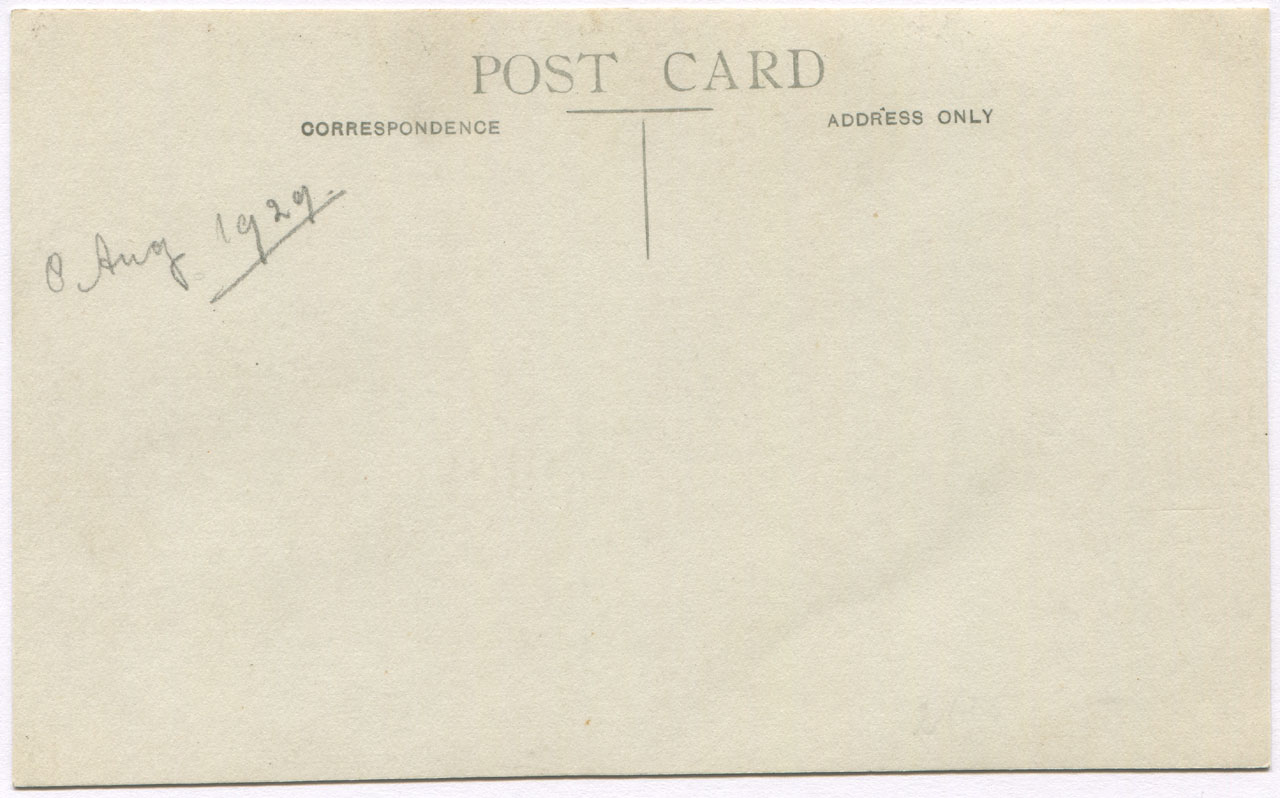 POST CARD
CORRESPONDENCE
ADDRESS ONLY
8 Aug 1929.